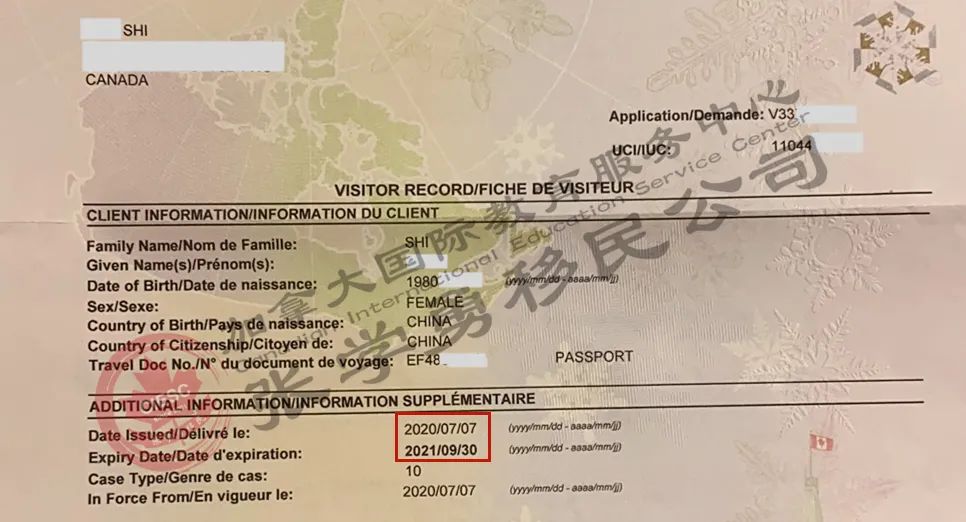 SHI
CANADA
Application/Demande: V33
UCI/IUC: 11044
VISITOR RECORD/FICHE DE VISITEUR
CLIENT INFORMATION/INFORMATION DU CLIENT
Family Name/Nom de Famille: SHI
Given Name(s)/Prénom(s):
Date of Birth/Date de naissance: 1980 (yyyy/mm/dd - aaaa/mm/jj)
Sex/Sexe: FEMALE
Country of Birth/Pays de naissance: CHINA
Country of Citizenship/Citoyen de: CHINA
Travel Doc No./N° du document de voyage: EF48 PASSPORT
ADDITIONAL INFORMATION/INFORMATION SUPPLÉMENTAIRE
Date Issued/Délivré le: 2020/07/07 (yyyy/mm/dd - aaaa/mm/jj)
Expiry Date/Date d'expiration: 2021/09/30 (yyyy/mm/dd - aaaa/mm/jj)
Case Type/Genre de cas: 10
In Force From/En vigueur le: 2020/07/07 (yyyy/mm/dd - aaaa/mm/jj)
加拿大国际教育服务中心
Canadian International Education Service Center
张学勇移民公司